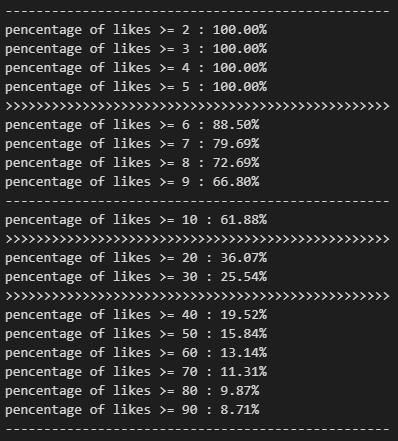 --------------------------------------------------
pencentage of likes >= 2 : 100.00%
pencentage of likes >= 3 : 100.00%
pencentage of likes >= 4 : 100.00%
pencentage of likes >= 5 : 100.00%
>>>>>>>>>>>>>>>>>>>>>>>>>>>>>>>>>>>>>>>>>>>>>>>>>>
pencentage of likes >= 6 : 88.50%
pencentage of likes >= 7 : 79.69%
pencentage of likes >= 8 : 72.69%
pencentage of likes >= 9 : 66.80%
--------------------------------------------------
pencentage of likes >= 10 : 61.88%
>>>>>>>>>>>>>>>>>>>>>>>>>>>>>>>>>>>>>>>>>>>>>>>>>>
pencentage of likes >= 20 : 36.07%
pencentage of likes >= 30 : 25.54%
>>>>>>>>>>>>>>>>>>>>>>>>>>>>>>>>>>>>>>>>>>>>>>>>>>
pencentage of likes >= 40 : 19.52%
pencentage of likes >= 50 : 15.84%
pencentage of likes >= 60 : 13.14%
pencentage of likes >= 70 : 11.31%
pencentage of likes >= 80 : 9.87%
pencentage of likes >= 90 : 8.71%
--------------------------------------------------